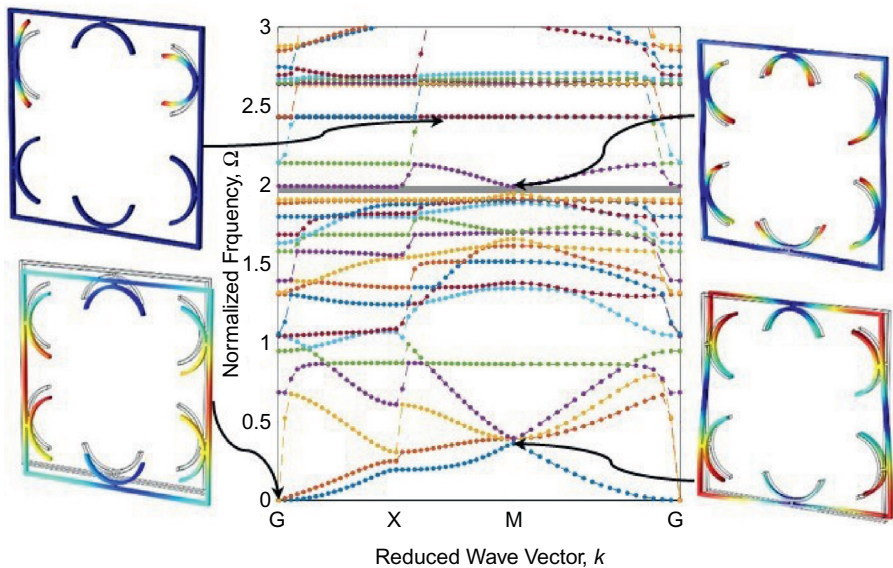 3
2.5
2
1.5
1
0.5
0
Normalized Frquency, Ω
G X M G
Reduced Wave Vector, k